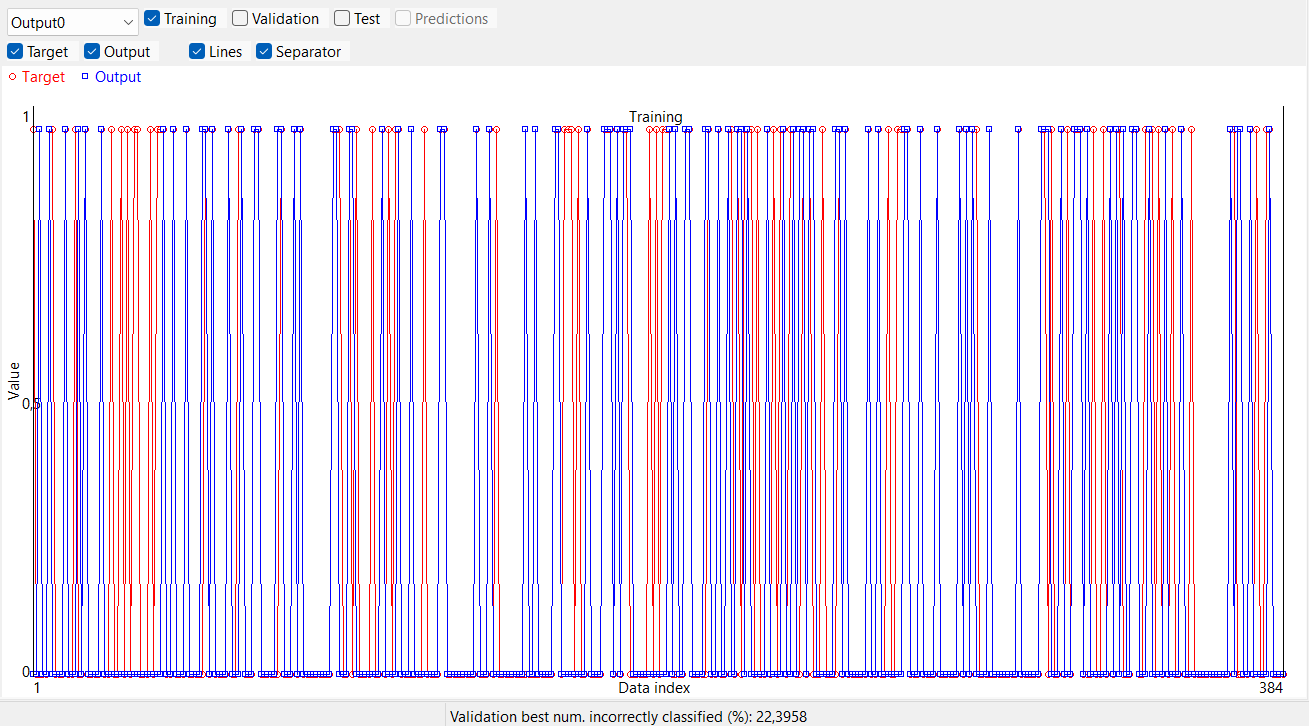 Output0 Training Validation Test Predictions
Target Output Lines Separator
Target Output
Training
1
Value
0,5
0
1 Data index 384
Validation best num. incorrectly classified (%): 22,3958